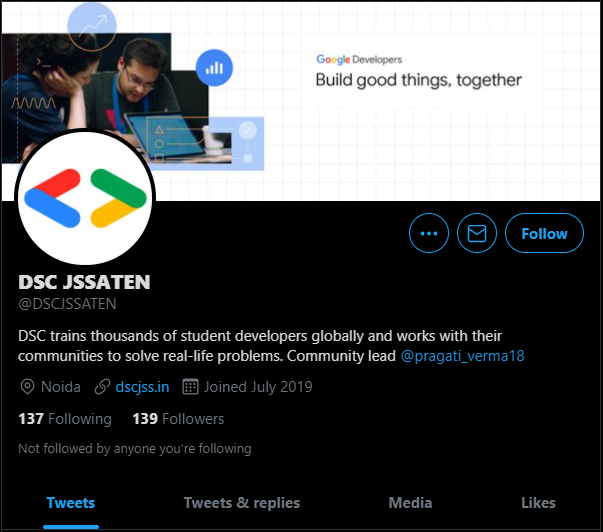 Google Developers
Build good things, together
Follow
DSC JSSATEN
@DSCJSSATEN
DSC trains thousands of student developers globally and works with their
communities to solve real-life problems. Community lead @pragati_verma18
Noida dscjss.in Joined July 2019
137 Following 139 Followers
Not followed by anyone you're following
Tweets Tweets & replies Media Likes